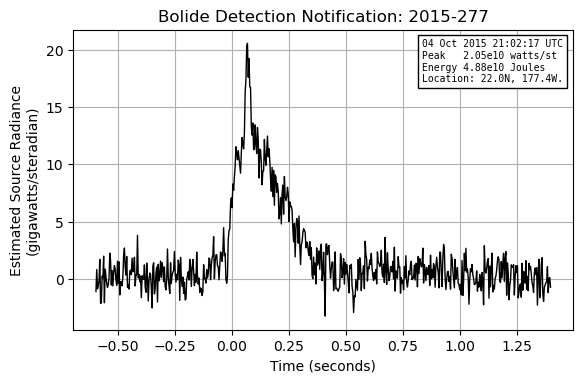 Bolide Detection Notification: 2015-277
04 Oct 2015 21:02:17 UTC
Peak   2.05e10 watts/st
Energy 4.88e10 Joules
Location: 22.0N, 177.4W.
Estimated Source Radiance
(gigawatts/steradian)
20
15
10
5
0
−0.50 −0.25 0.00 0.25 0.50 0.75 1.00 1.25
Time (seconds)